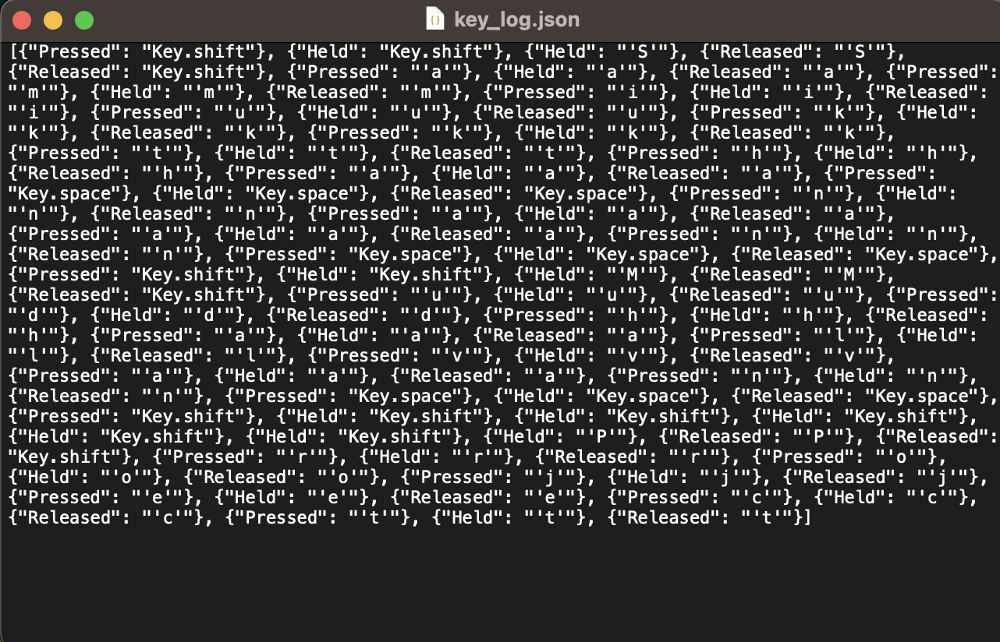 key_log.json
[{"Pressed": "Key.shift"}, {"Held": "Key.shift"}, {"Held": "'S'"}, {"Released": "'S'"},
{"Released": "Key.shift"}, {"Pressed": "'a'"}, {"Held": "'a'"}, {"Released": "'a'"}, {"Pressed":
"'m'"}, {"Held": "'m'"}, {"Released": "'m'"}, {"Pressed": "'i'"}, {"Held": "'i'"}, {"Released":
"'i'"}, {"Pressed": "'u'"}, {"Held": "'u'"}, {"Released": "'u'"}, {"Pressed": "'k'"}, {"Held":
"'k'"}, {"Released": "'k'"}, {"Pressed": "'k'"}, {"Held": "'k'"}, {"Released": "'k'"},
{"Pressed": "'t'"}, {"Held": "'t'"}, {"Released": "'t'"}, {"Pressed": "'h'"}, {"Held": "'h'"},
{"Released": "'h'"}, {"Pressed": "'a'"}, {"Held": "'a'"}, {"Released": "'a'"}, {"Pressed":
"Key.space"}, {"Held": "Key.space"}, {"Released": "Key.space"}, {"Pressed": "'n'"}, {"Held":
"'n'"}, {"Released": "'n'"}, {"Pressed": "'a'"}, {"Held": "'a'"}, {"Released": "'a'"},
{"Pressed": "'a'"}, {"Held": "'a'"}, {"Released": "'a'"}, {"Pressed": "'n'"}, {"Held": "'n'"},
{"Released": "'n'"}, {"Pressed": "Key.space"}, {"Held": "Key.space"}, {"Released": "Key.space"},
{"Pressed": "Key.shift"}, {"Held": "Key.shift"}, {"Held": "'M'"}, {"Released": "'M'"},
{"Released": "Key.shift"}, {"Pressed": "'u'"}, {"Held": "'u'"}, {"Released": "'u'"}, {"Pressed":
"'d'"}, {"Held": "'d'"}, {"Released": "'d'"}, {"Pressed": "'h'"}, {"Held": "'h'"}, {"Released":
"'h'"}, {"Pressed": "'a'"}, {"Held": "'a'"}, {"Released": "'a'"}, {"Pressed": "'l'"}, {"Held":
"'l'"}, {"Released": "'l'"}, {"Pressed": "'v'"}, {"Held": "'v'"}, {"Released": "'v'"},
{"Pressed": "'a'"}, {"Held": "'a'"}, {"Released": "'a'"}, {"Pressed": "'n'"}, {"Held": "'n'"},
{"Released": "'n'"}, {"Pressed": "Key.space"}, {"Held": "Key.space"}, {"Released": "Key.space"},
{"Pressed": "Key.shift"}, {"Held": "Key.shift"}, {"Held": "Key.shift"}, {"Held": "Key.shift"},
{"Held": "Key.shift"}, {"Held": "Key.shift"}, {"Held": "'P'"}, {"Released": "'P'"}, {"Released":
"Key.shift"}, {"Pressed": "'r'"}, {"Held": "'r'"}, {"Released": "'r'"}, {"Pressed": "'o'"},
{"Held": "'o'"}, {"Released": "'o'"}, {"Pressed": "'j'"}, {"Held": "'j'"}, {"Released": "'j'"},
{"Pressed": "'e'"}, {"Held": "'e'"}, {"Released": "'e'"}, {"Pressed": "'c'"}, {"Held": "'c'"},
{"Released": "'c'"}, {"Pressed": "'t'"}, {"Held": "'t'"}, {"Released": "'t'"}]